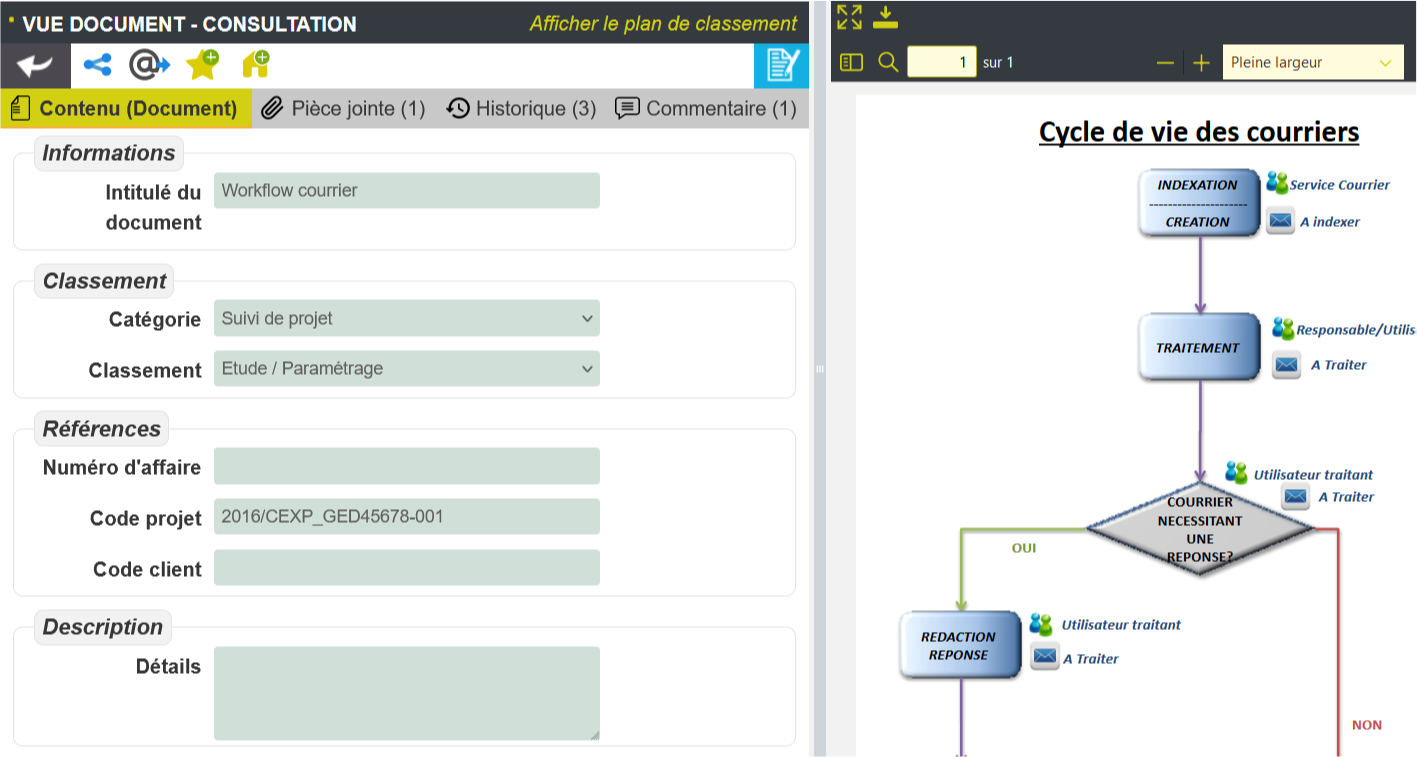 VUE DOCUMENT - CONSULTATION
Afficher le plan de classement
Contenu (Document)
Pièce jointe (1)
Historique (3)
Commentaire (1)
Informations
Intitulé du
document
Workflow courrier
Classement
Catégorie
Suivi de projet
Classement
Etude / Paramétrage
Références
Numéro d'affaire
Code projet
2016/CEXP_GED45678-001
Code client
Description
Détails
1 sur 1
Pleine largeur
Cycle de vie des courriers
INDEXATION
---------------------
CREATION
Service Courrier
A indexer
TRAITEMENT
Responsable/Utilis
A Traiter
Utilisateur traitant
A Traiter
COURRIER
NECESSITANT
UNE
REPONSE?
OUI
REDACTION
REPONSE
Utilisateur traitant
A Traiter
NON